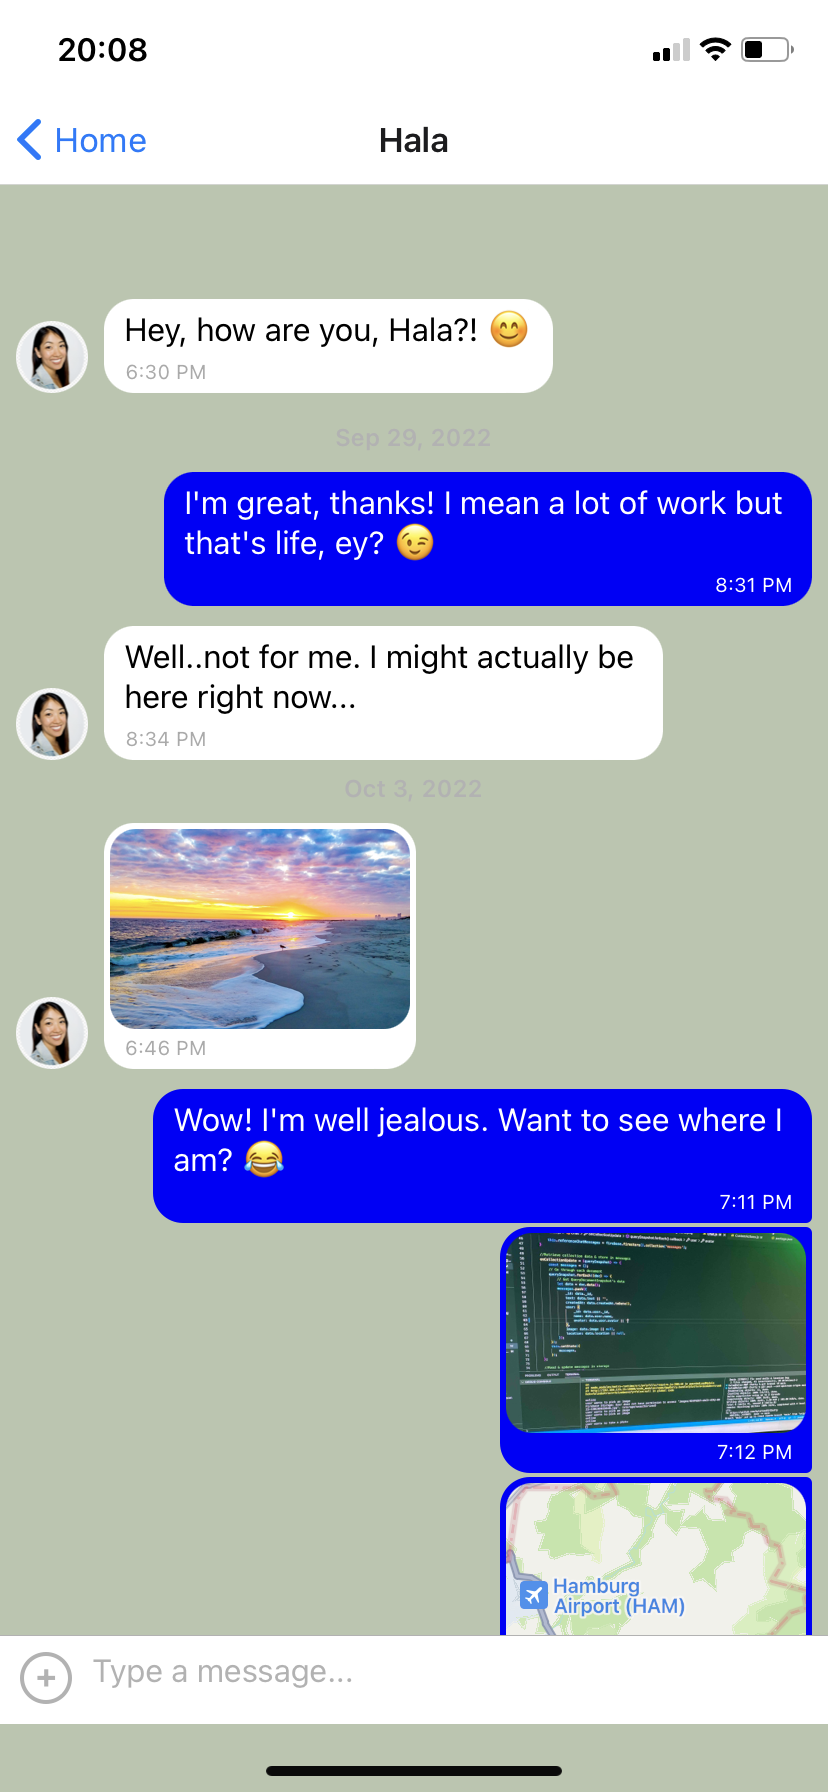 20:08
Home
Hala
Hey, how are you, Hala?! 😊
6:30 PM
Sep 29, 2022
I'm great, thanks! I mean a lot of work but
that's life, ey? 😉
8:31 PM
Well..not for me. I might actually be
here right now...
8:34 PM
Oct 3, 2022
6:46 PM
Wow! I'm well jealous. Want to see where I
am? 😂
7:11 PM
7:12 PM
Hamburg
Airport (HAM)
Type a message...